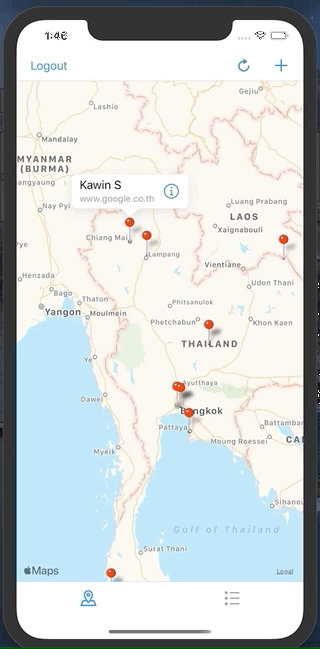 1:46
Logout
Gejiu
Lashio
Mandalay
MYANMAR
(BURMA)
Kawin S
www.google.co.th
angyaung
Nay Pyi
Luang Prabang
LAOS
Xaignabouli
Chiang Mai
Pye
Lampang
Vientiane
Henzada
Udon Thani
Bago
Thaton
Phitsanulok
Yangon
Moulmein
Phetchabun
Khon Kaen
THAILAND
Ye
Ayutthaya
Dawei
Bangkok
Pattaya
Battamban
Moung Roessei
CA
Myeik
Sihanou
Gulf of Thailand
Surat Thani
Maps
Legal